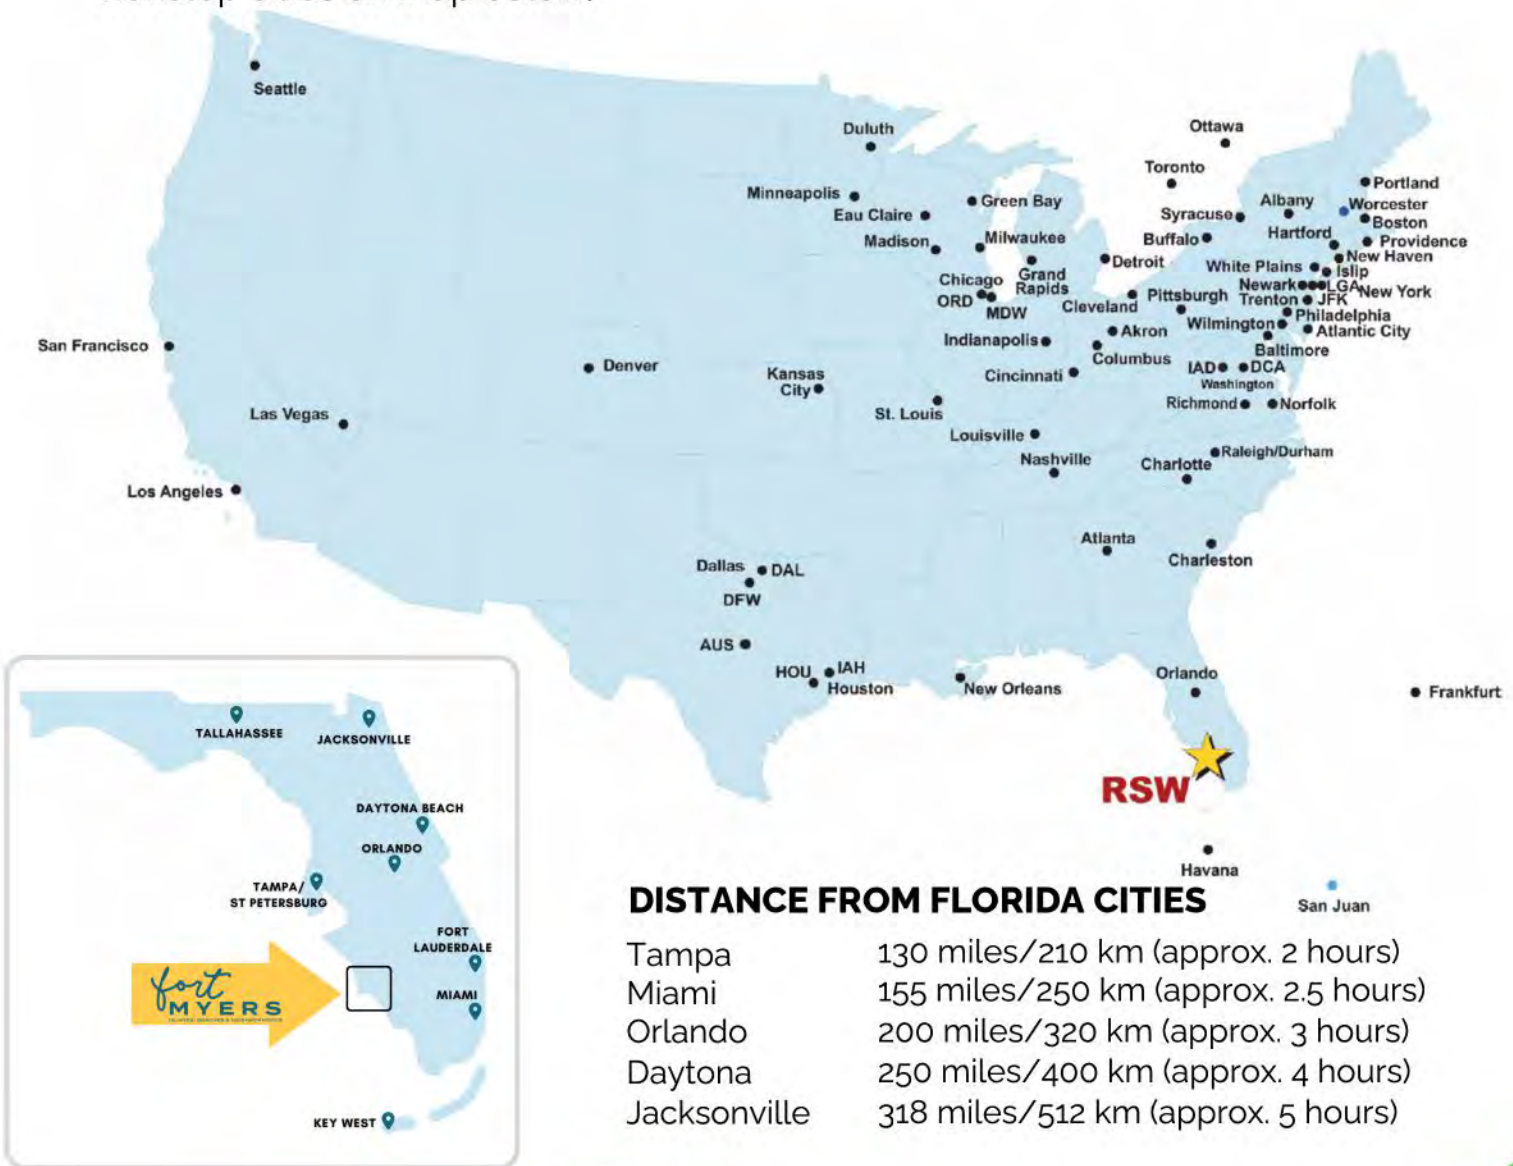 Seattle
Duluth
Ottawa
Toronto
Minneapolis
Green Bay
Portland
Eau Claire
Syracuse
Albany
Worcester
Boston
Madison
Milwaukee
Buffalo
Hartford
Providence
Detroit
New Haven
White Plains
Islip
Grand
Rapids
Chicago
ORD
MDW
Cleveland
Pittsburgh
Newark
LGA
New York
Trenton
JFK
Philadelphia
Wilmington
Atlantic City
Akron
Indianapolis
Columbus
Baltimore
San Francisco
Denver
Kansas
City
Cincinnati
IAD
DCA
Washington
Las Vegas
St. Louis
Richmond
Norfolk
Louisville
Nashville
Charlotte
Raleigh/Durham
Los Angeles
Atlanta
Charleston
Dallas
DAL
DFW
AUS
HOU
IAH
Houston
New Orleans
Orlando
Frankfurt
RSW
Havana
San Juan
TALLAHASSEE
JACKSONVILLE
DAYTONA BEACH
ORLANDO
TAMPA/
ST PETERSBURG
FORT
LAUDERDALE
fort
MYERS
MIAMI
KEY WEST
DISTANCE FROM FLORIDA CITIES
Tampa 130 miles/210 km (approx. 2 hours)
Miami 155 miles/250 km (approx. 2.5 hours)
Orlando 200 miles/320 km (approx. 3 hours)
Daytona 250 miles/400 km (approx. 4 hours)
Jacksonville 318 miles/512 km (approx. 5 hours)